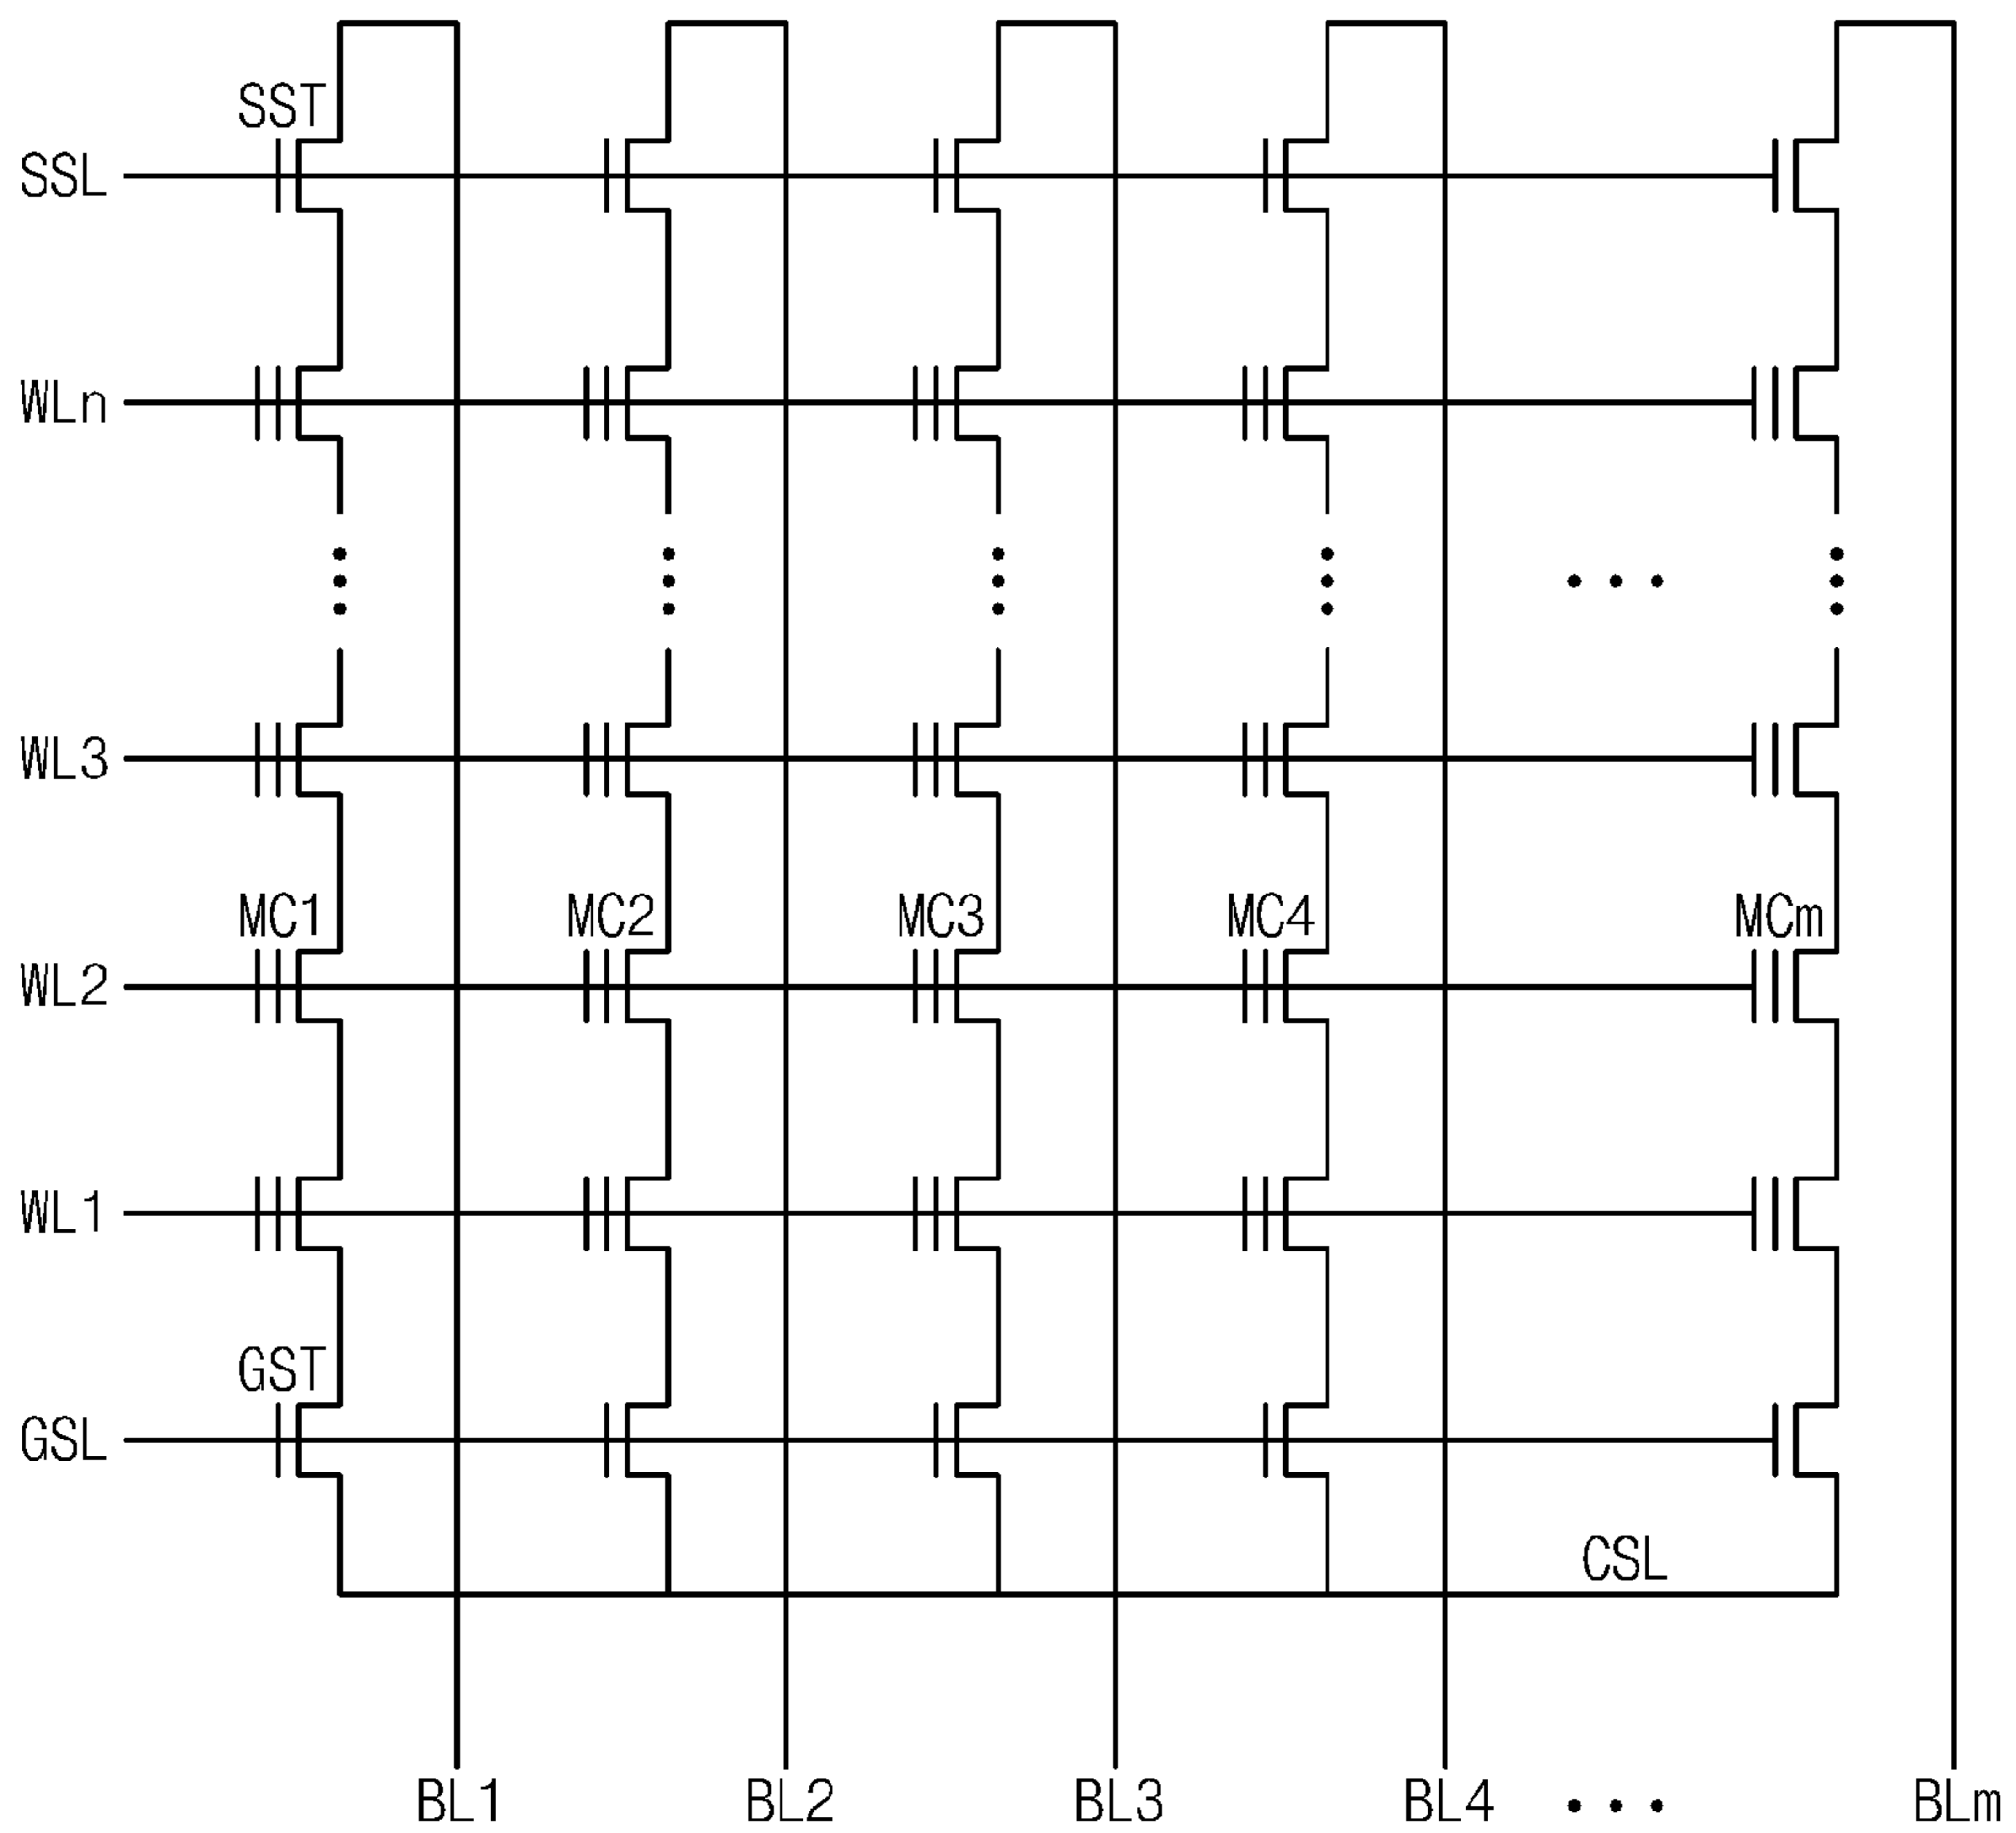 SST
SSL
WLn
WL3
MC1 MC2 MC3 MC4 MCm
WL2
WL1
GST
GSL
CSL
BL1 BL2 BL3 BL4 ••• BLm